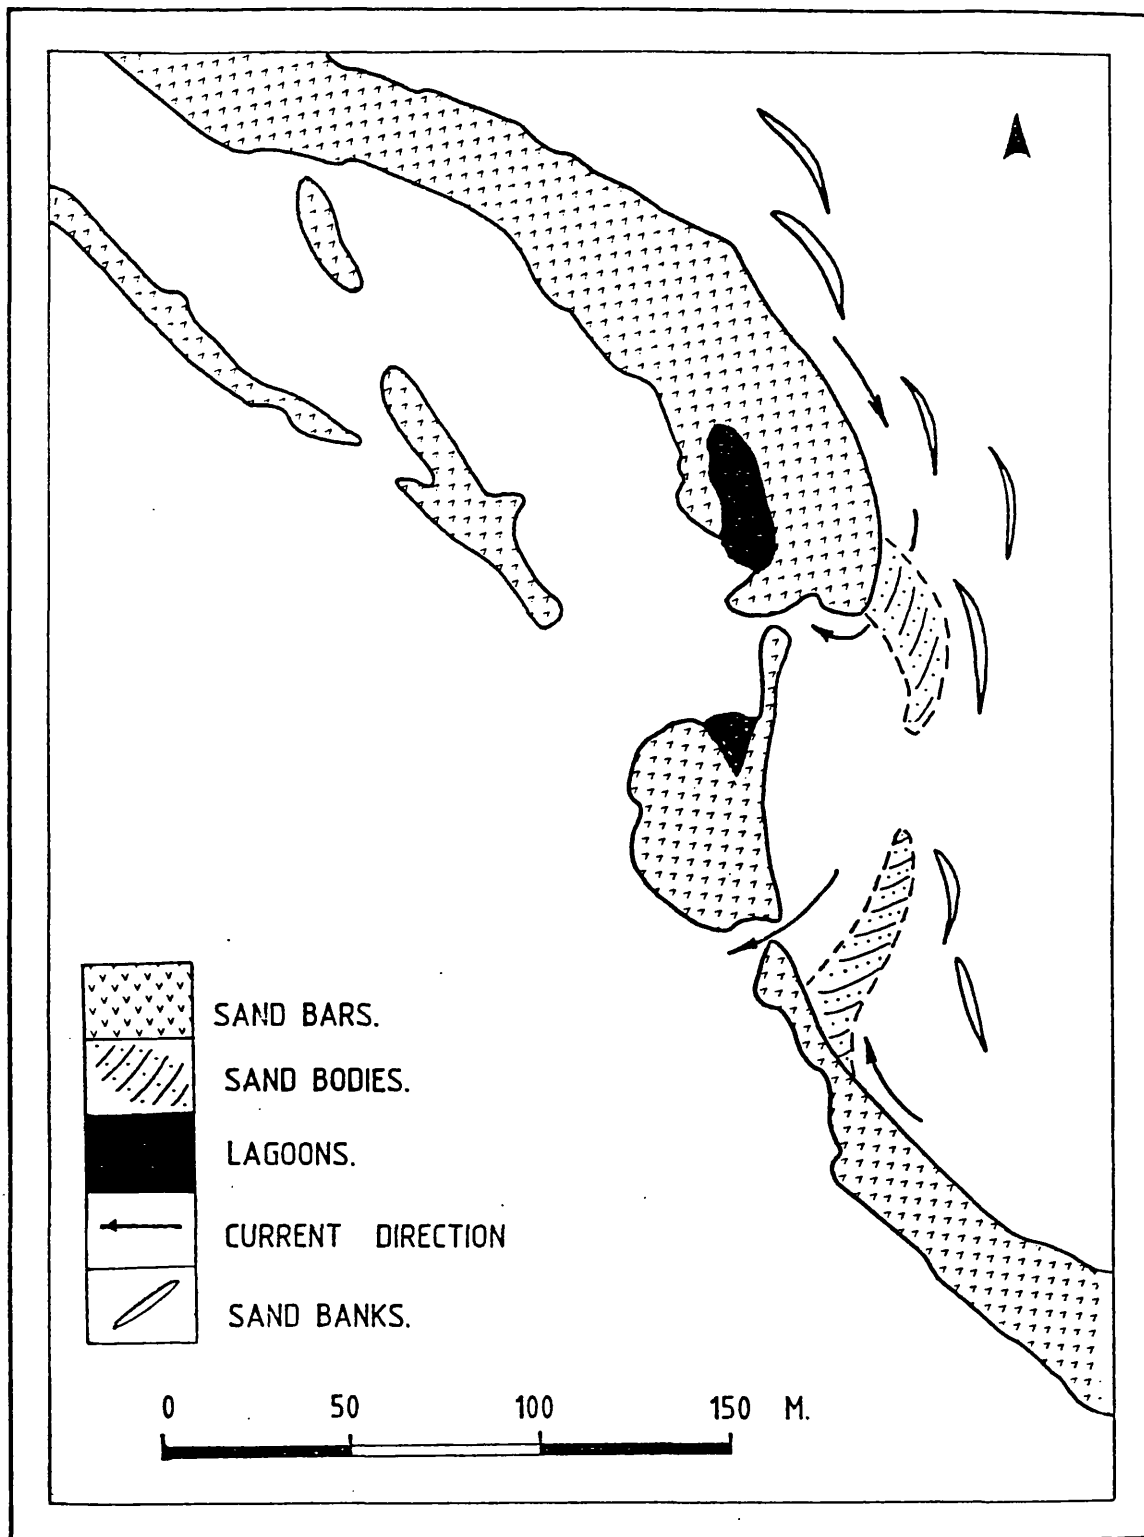 SAND BARS.
SAND BODIES.
LAGOONS.
CURRENT DIRECTION
SAND BANKS.
0 50 100 150 M.